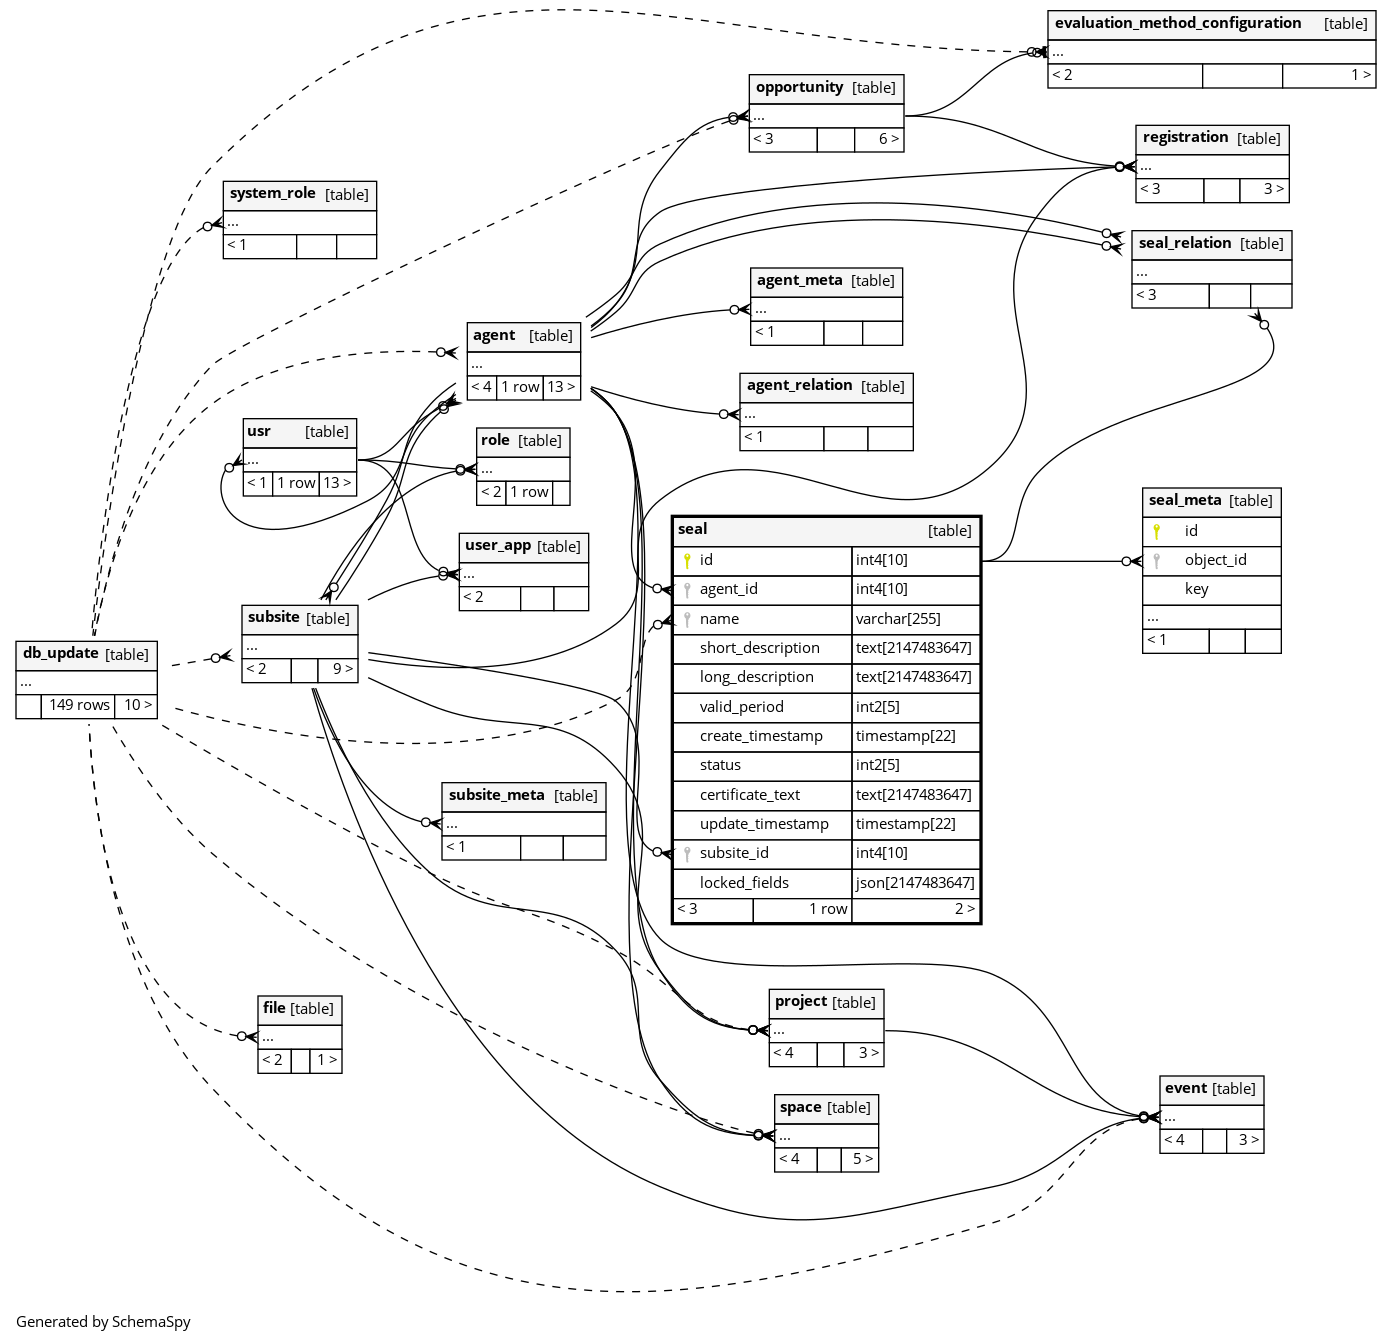 evaluation_method_configuration [table]
...
< 2 1 >
opportunity [table]
...
< 3 6 >
registration [table]
...
< 3 3 >
system_role [table]
...
< 1
seal_relation [table]
...
< 3
agent_meta [table]
...
< 1
agent [table]
...
< 4 1 row 13 >
agent_relation [table]
...
< 1
usr [table]
...
< 1 1 row 13 >
role [table]
...
< 2 1 row
seal_meta [table]
id
object_id
key
...
< 1
seal [table]
id int4[10]
agent_id int4[10]
name varchar[255]
short_description text[2147483647]
long_description text[2147483647]
valid_period int2[5]
create_timestamp timestamp[22]
status int2[5]
certificate_text text[2147483647]
update_timestamp timestamp[22]
subsite_id int4[10]
locked_fields json[2147483647]
< 3 1 row 2 >
user_app [table]
...
< 2
subsite [table]
...
< 2 9 >
db_update [table]
...
149 rows 10 >
subsite_meta [table]
...
< 1
file [table]
...
< 2 1 >
project [table]
...
< 4 3 >
event [table]
...
< 4 3 >
space [table]
...
< 4 5 >
Generated by SchemaSpy